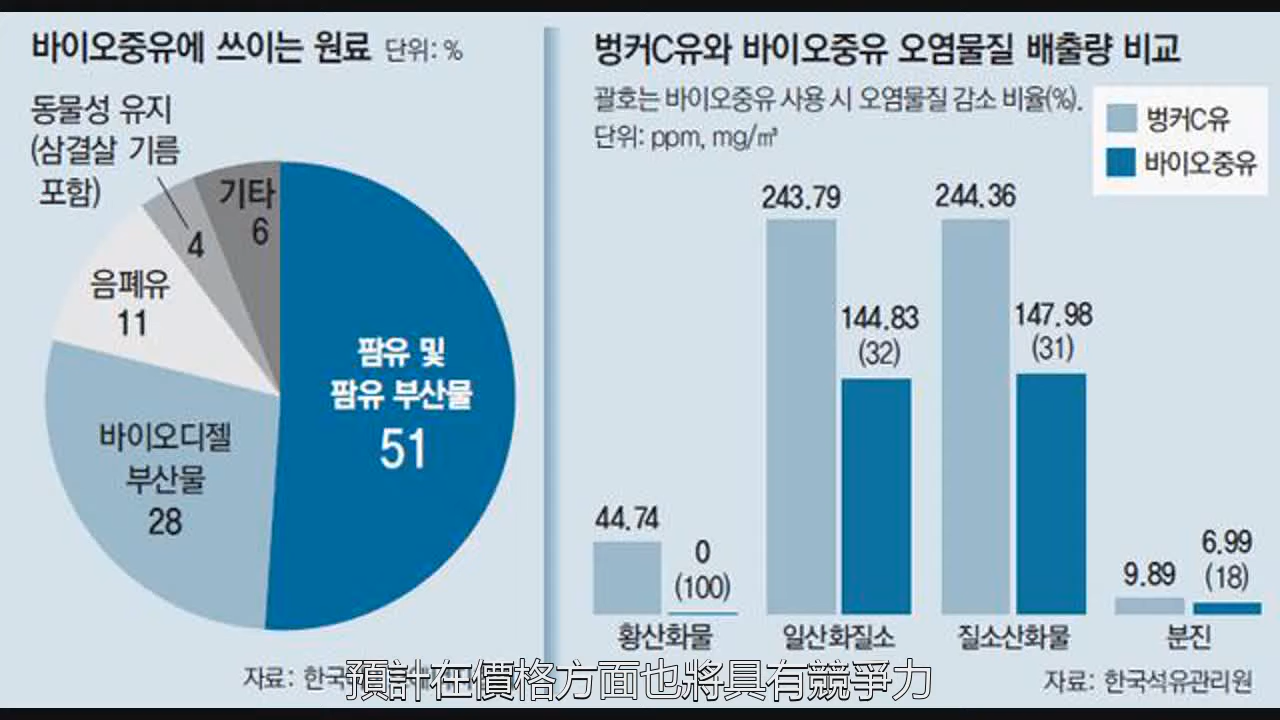 바이오중유에 쓰이는 원료 단위: %
동물성 유지
(삼겹살 기름
포함)
4
기타
6
음폐유
11
팜유 및
팜유 부산물
51
바이오디젤
부산물
28
자료: 한국
벙커C유와 바이오중유 오염물질 배출량 비교
괄호는 바이오중유 사용 시 오염물질 감소 비율(%).
단위: ppm, mg/㎥
벙커C유
바이오중유
44.74
0
(100)
황산화물
243.79
144.83
(32)
일산화질소
244.36
147.98
(31)
질소산화물
9.89
6.99
(18)
분진
자료: 한국석유관리원
預計在價格方面也將具有競爭力